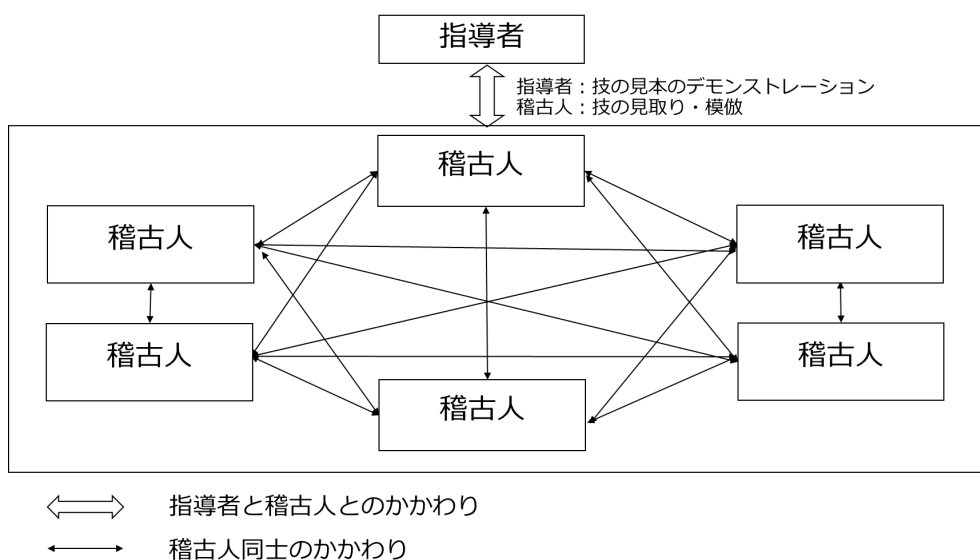 指導者
指導者：技の見本のデモンストレーション
稽古人：技の見取り・模倣
稽古人
稽古人
稽古人
稽古人
稽古人
稽古人
指導者と稽古人とのかかわり
稽古人同士のかかわり